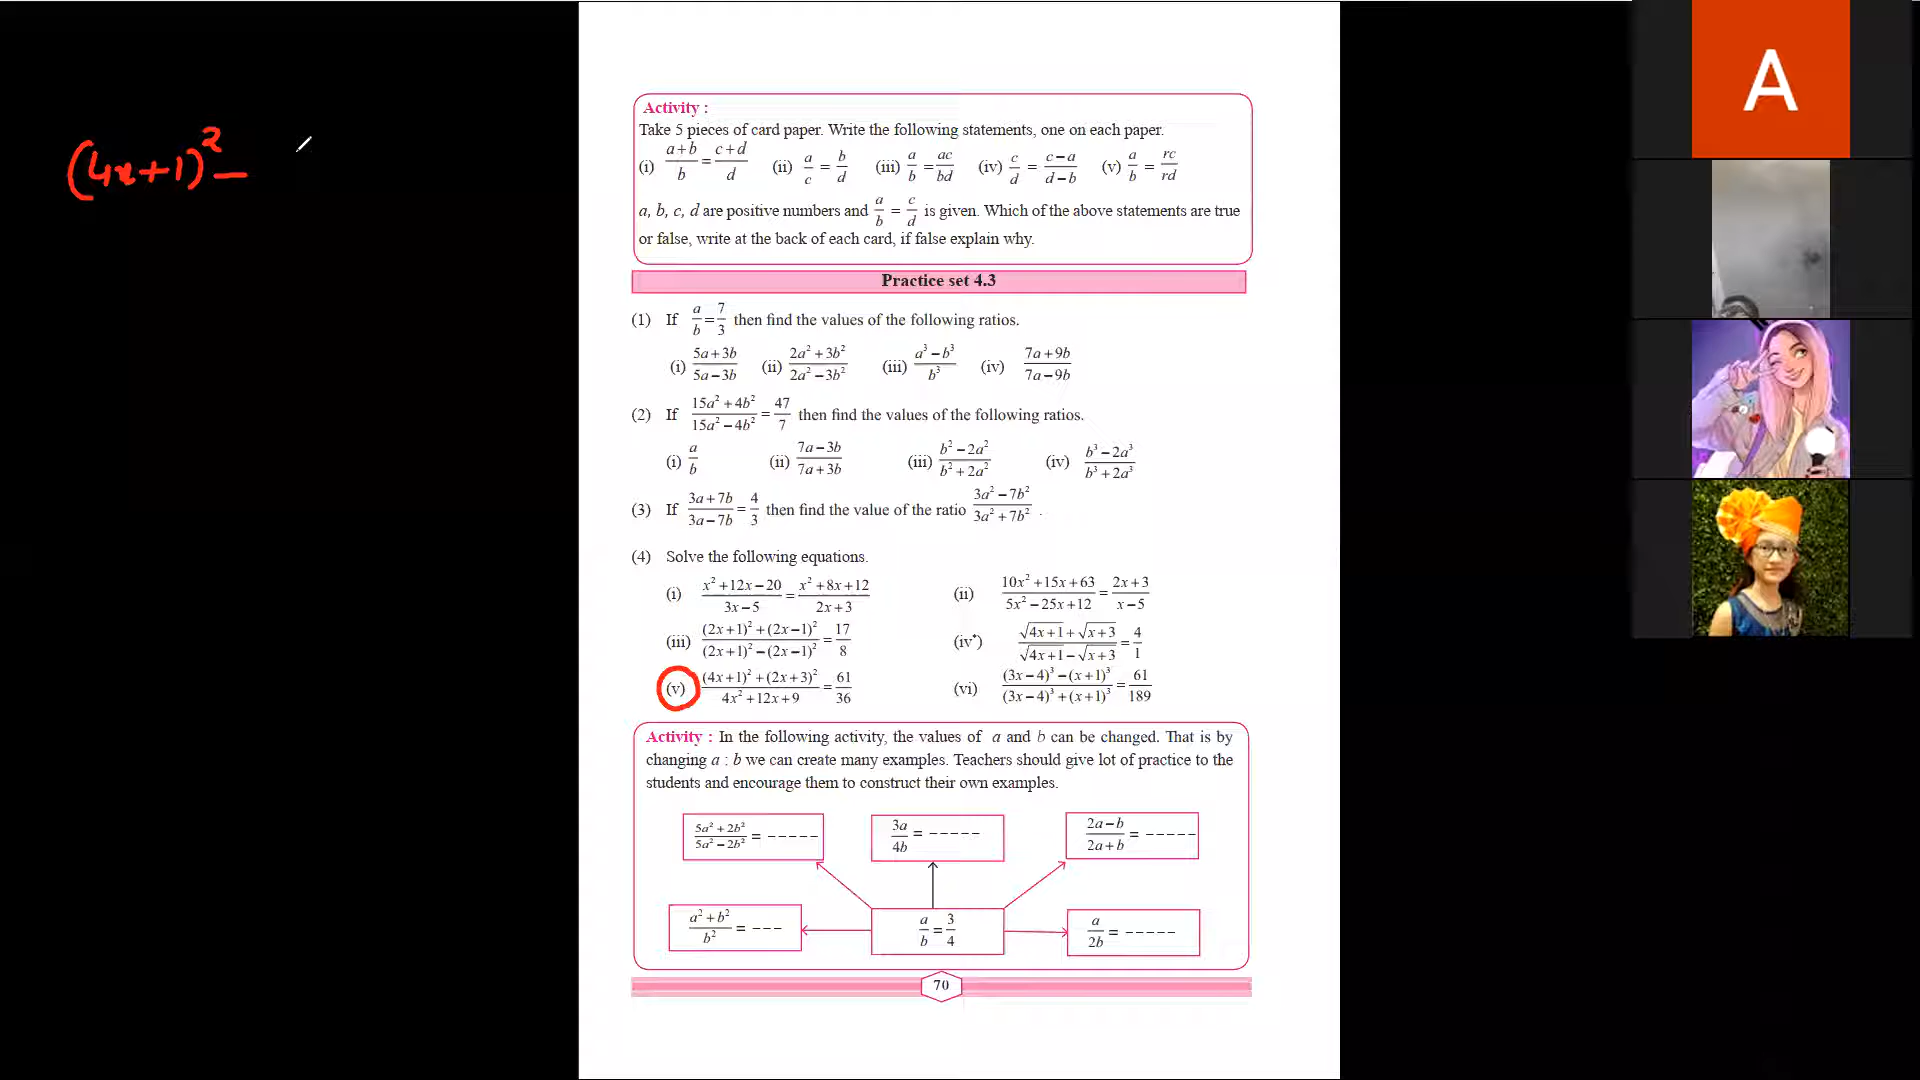 (4x+1)² –
Activity :
Take 5 pieces of card paper. Write the following statements, one on each paper.
(i) (a+b)/b = (c+d)/d (ii) a/c = b/d (iii) a/b = ac/bd (iv) c/d = (c–a)/(d–b) (v) a/b = rc/rd
a, b, c, d are positive numbers and a/b = c/d is given. Which of the above statements are true
or false, write at the back of each card, if false explain why.
Practice set 4.3
(1) If a/b = 7/3 then find the values of the following ratios.
(i) (5a+3b)/(5a–3b) (ii) (2a²+3b²)/(2a²–3b²) (iii) (a³–b³)/b³ (iv) (7a+9b)/(7a–9b)
(2) If (15a²+4b²)/(15a²–4b²) = 47/7 then find the values of the following ratios.
(i) a/b (ii) (7a–3b)/(7a+3b) (iii) (b²–2a²)/(b²+2a²) (iv) (b³–2a³)/(b³+2a³)
(3) If (3a+7b)/(3a–7b) = 4/3 then find the value of the ratio (3a²–7b²)/(3a²+7b²) .
(4) Solve the following equations.
(i) (x²+12x–20)/(3x–5) = (x²+8x+12)/(2x+3) (ii) (10x²+15x+63)/(5x²–25x+12) = (2x+3)/(x–5)
(iii) ((2x+1)²+(2x–1)²)/((2x+1)²–(2x–1)²) = 17/8 (iv*) (√(4x+1)+√(x+3))/(√(4x+1)–√(x+3)) = 4/1
(v) ((4x+1)²+(2x+3)²)/(4x²+12x+9) = 61/36 (vi) ((3x–4)³–(x+1)³)/((3x–4)³+(x+1)³) = 61/189
Activity : In the following activity, the values of a and b can be changed. That is by
changing a : b we can create many examples. Teachers should give lot of practice to the
students and encourage them to construct their own examples.
(5a²+2b²)/(5a²–2b²) = ----- 3a/4b = ----- (2a–b)/(2a+b) = -----
(a²+b²)/b² = --- a/b = 3/4 a/2b = -----
70
A